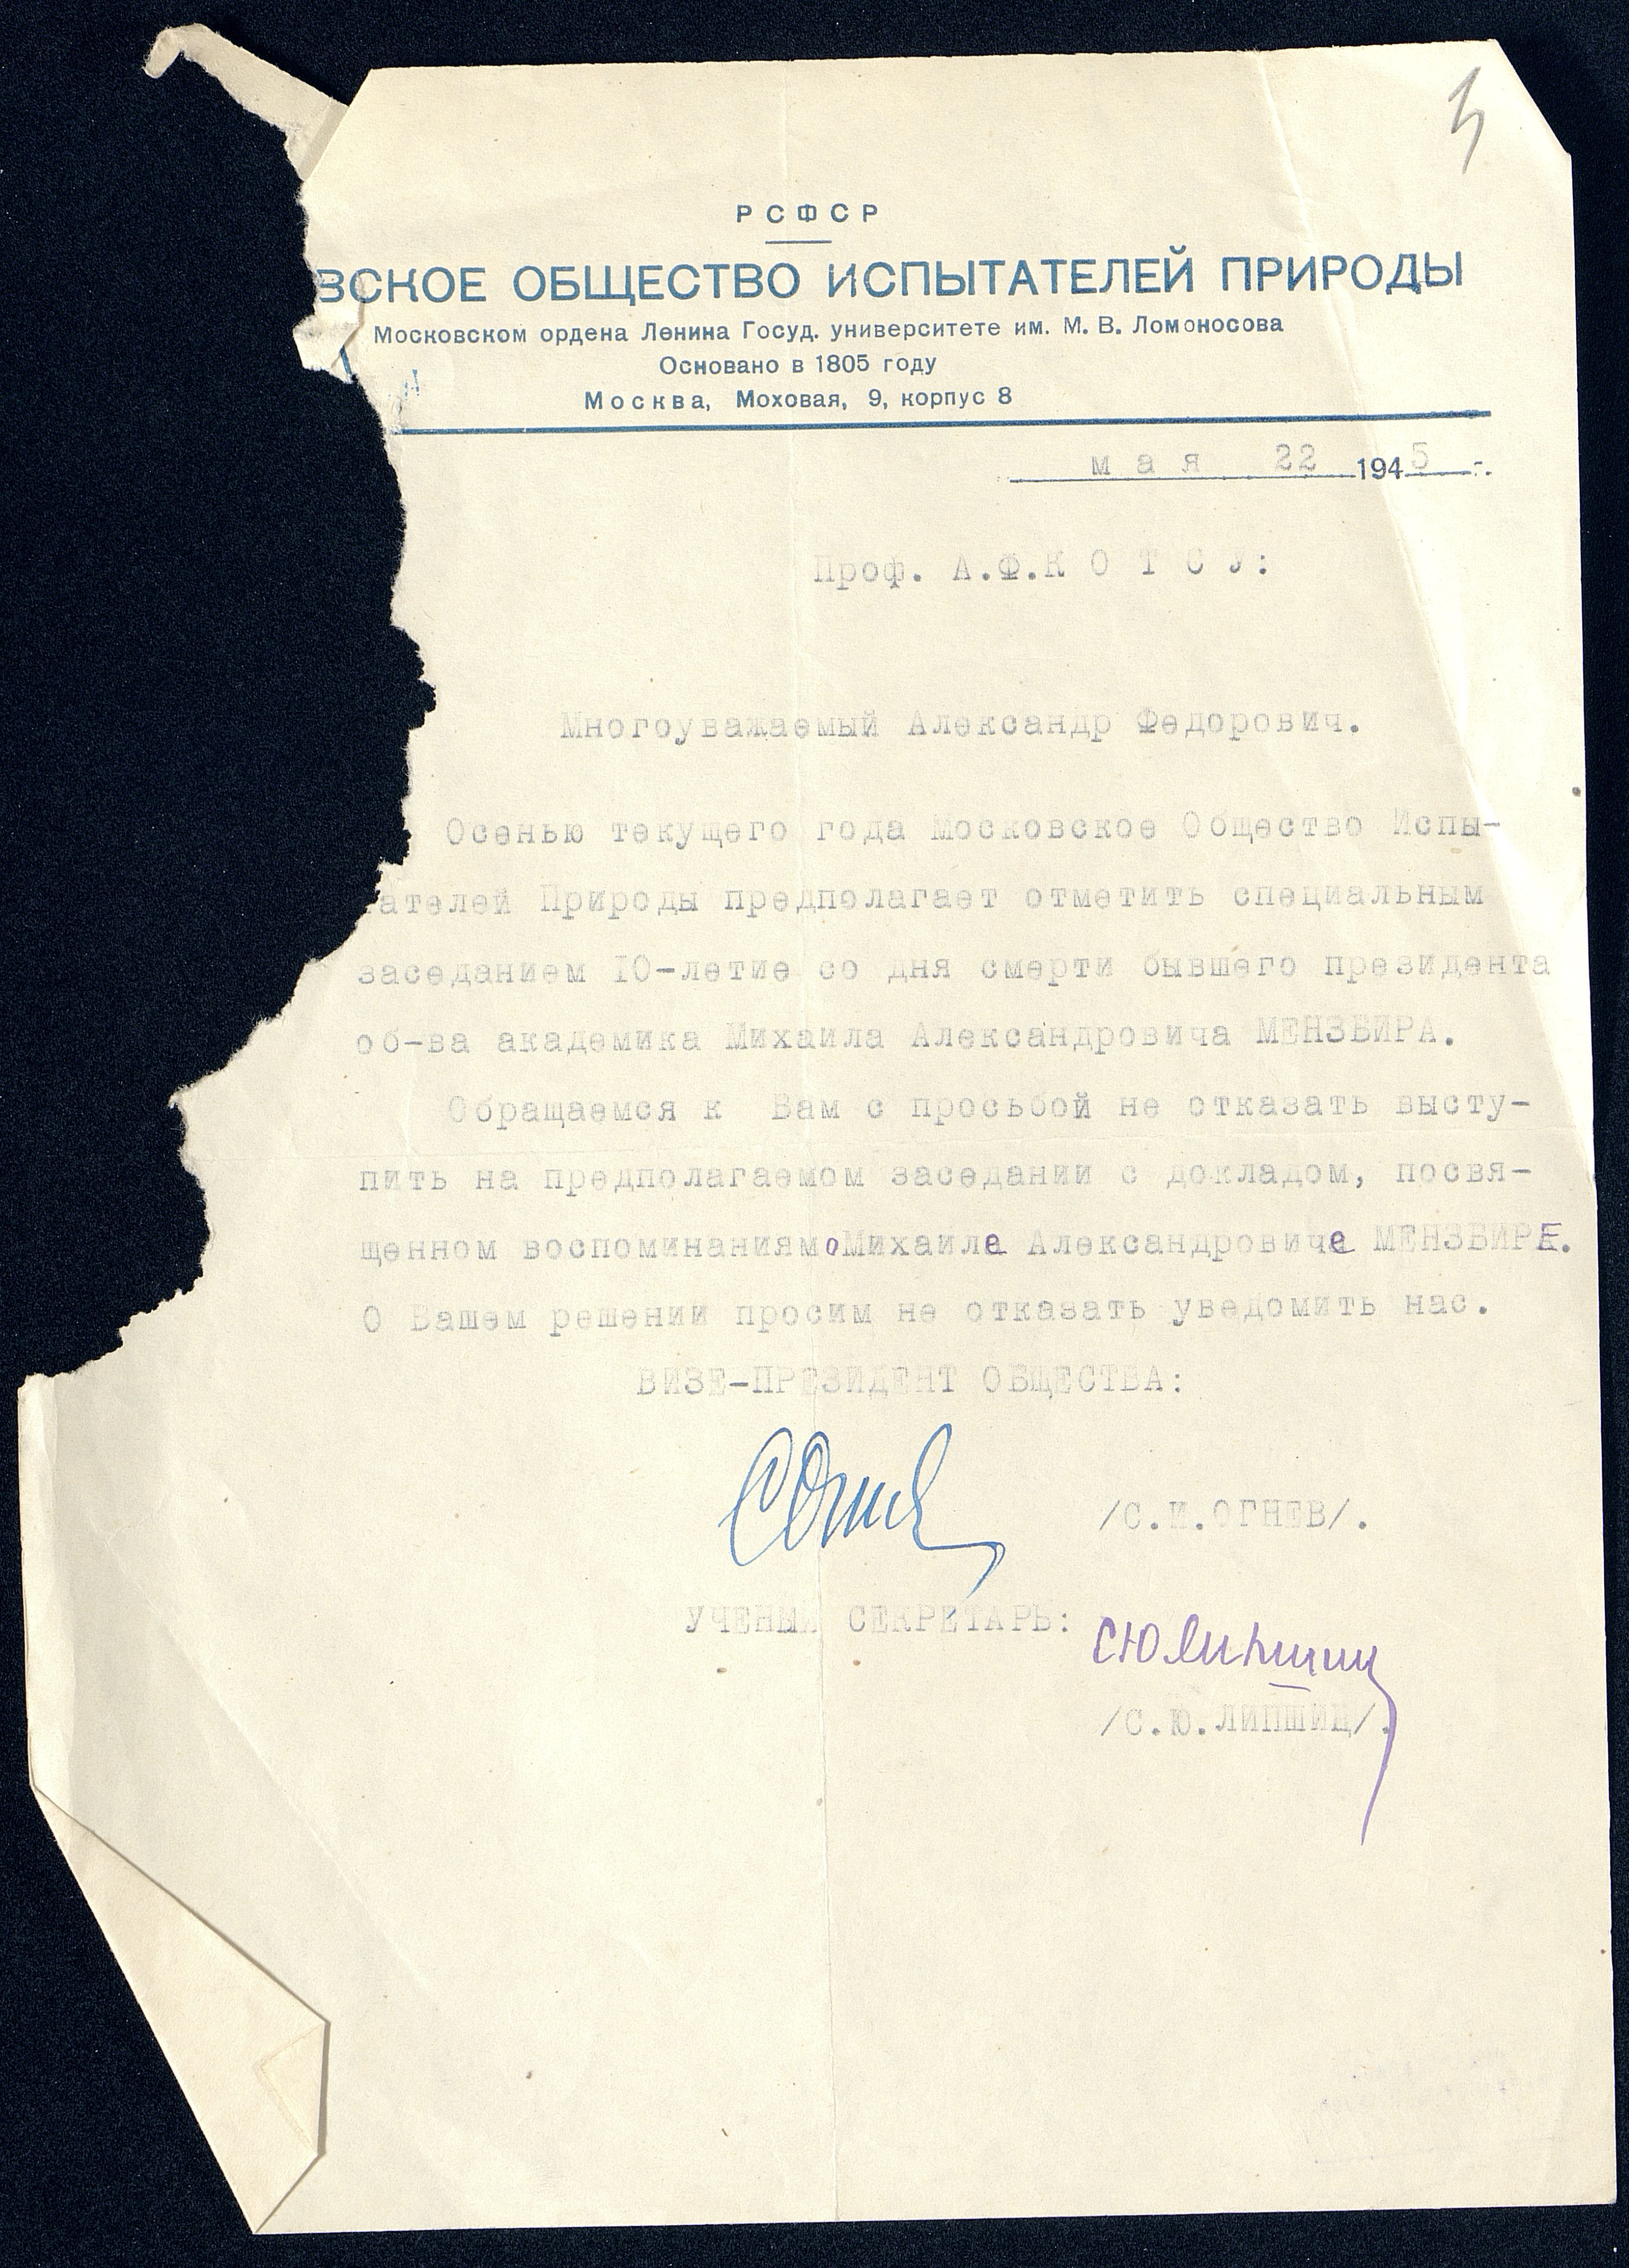 РСФСР
ВСКОЕ ОБЩЕСТВО ИСПЫТАТЕЛЕЙ ПРИРОДЫ
Московском ордена Ленина Госуд. университете им. М. В. Ломоносова
Основано в 1805 году
Москва, Моховая, 9, корпус 8
мая 22 1945 г.
Проф. А.Ф.К О Т С У:
Многоуважаемый Александр Федорович.
Осенью текущего года Московское Общество Испы-
тателей Природы предполагает отметить специальным
заседанием 10-летие со дня смерти бывшего президента
об-ва академика Михаила Александровича МЕНЗБИРА.
Обращаемся к Вам с просьбой не отказать высту-
пить на предполагаемом заседании с докладом, посвя-
щенном воспоминаниям о Михаиле Александровиче МЕНЗБИРЕ.
О Вашем решении просим не отказать уведомить нас.
ВИЗЕ-ПРЕЗИДЕНТ ОБЩЕСТВА:
/С.И.ОГНЕВ/.
УЧЕНЫЙ СЕКРЕТАРЬ:
СЮЛипшиц
/С.Ю.ЛИПШИЦ/.